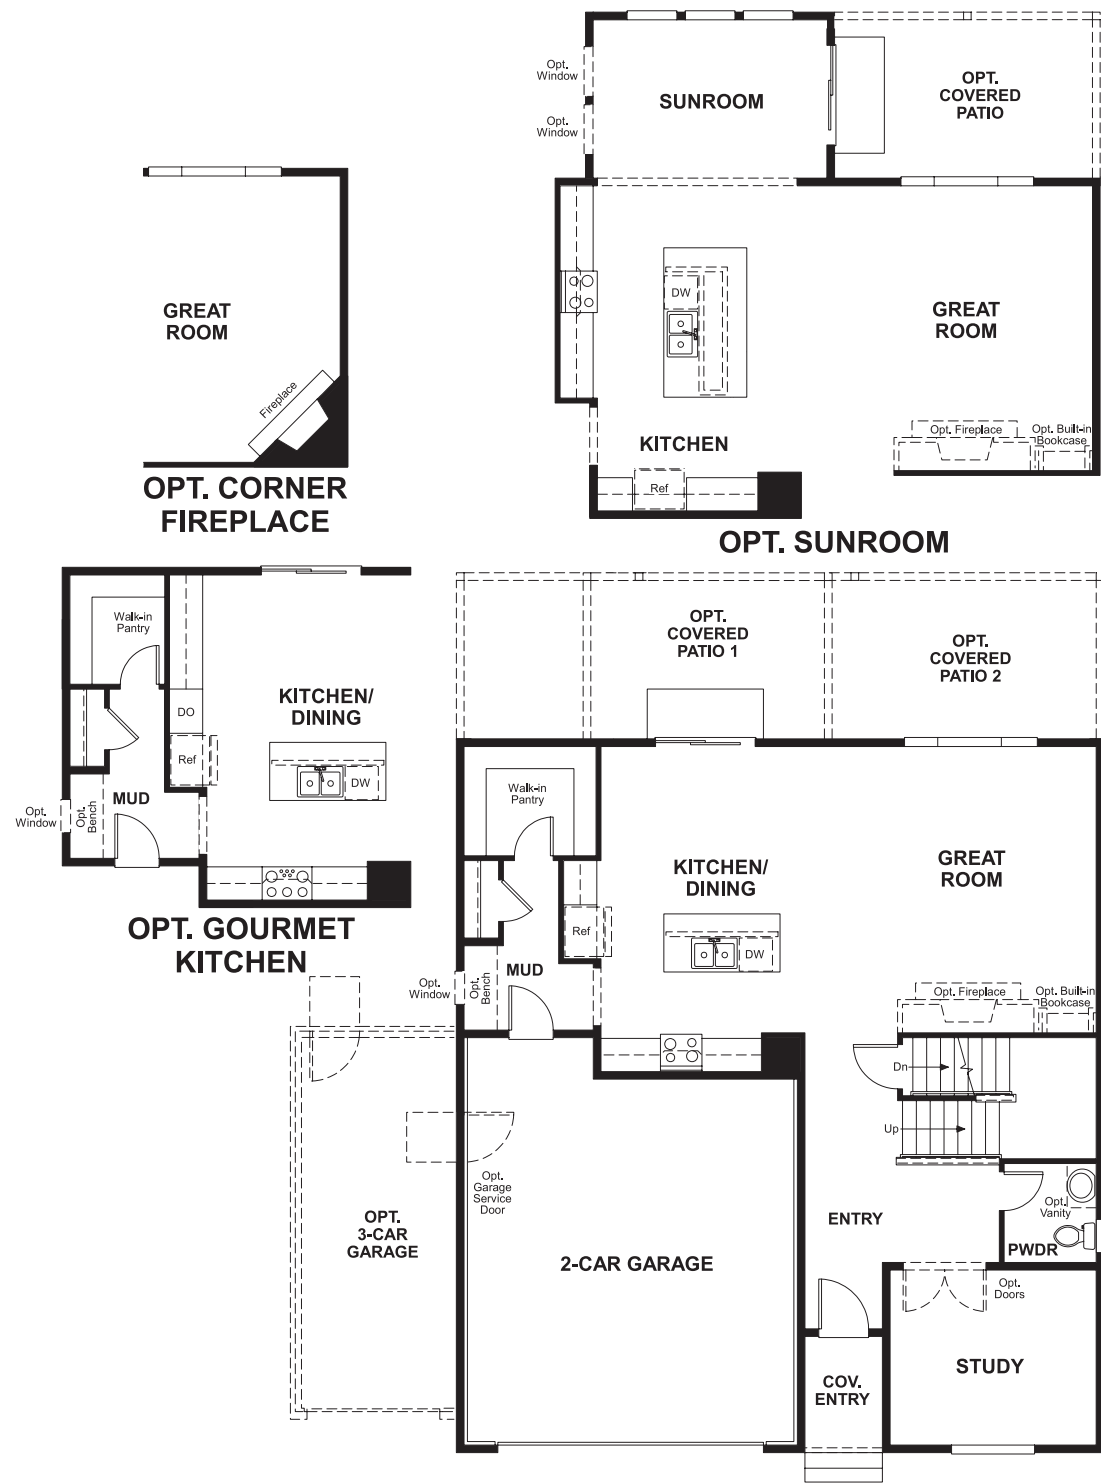 Opt.
Window
Opt.
Window
SUNROOM
OPT.
COVERED
PATIO
GREAT
ROOM
Fireplace
OPT. CORNER
FIREPLACE
DW
GREAT
ROOM
KITCHEN
Opt. Fireplace
Opt. Built-in
Bookcase
Ref
OPT. SUNROOM
Walk-in
Pantry
KITCHEN/
DINING
DO
Ref
DW
MUD
Opt.
Bench
Opt.
Window
OPT. GOURMET
KITCHEN
OPT.
COVERED
PATIO 1
OPT.
COVERED
PATIO 2
Walk-in
Pantry
KITCHEN/
DINING
GREAT
ROOM
Ref
DW
MUD
Opt.
Bench
Opt.
Window
Opt. Fireplace
Opt. Built-in
Bookcase
Dn
Up
Opt.
Garage
Service
Door
OPT.
3-CAR
GARAGE
2-CAR GARAGE
ENTRY
Opt.
Vanity
PWDR
Opt.
Doors
STUDY
COV.
ENTRY